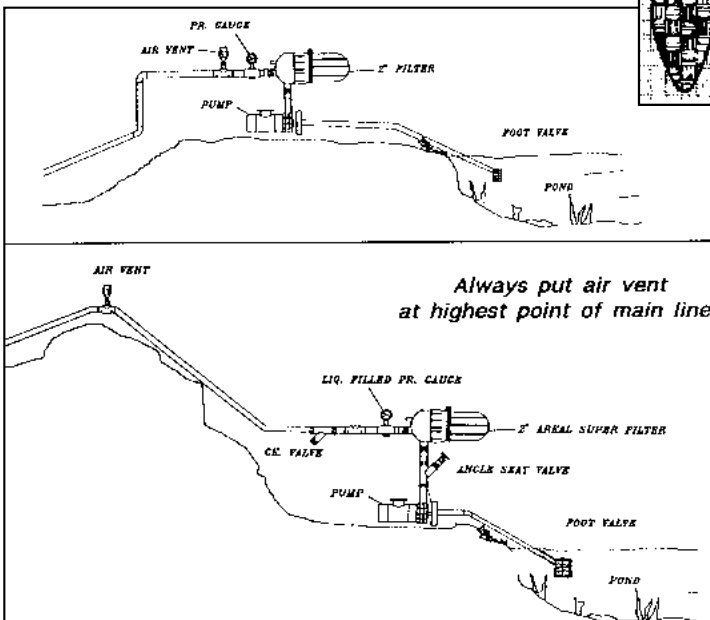 PR. GAUGE
AIR VENT
2" FILTER
PUMP
FOOT VALVE
POND
AIR VENT
Always put air vent
at highest point of main line
LIQ. FILLED PR. GAUGE
2" AREAL SUPER FILTER
CK. VALVE
ANGLE SEAT VALVE
PUMP
FOOT VALVE
POND